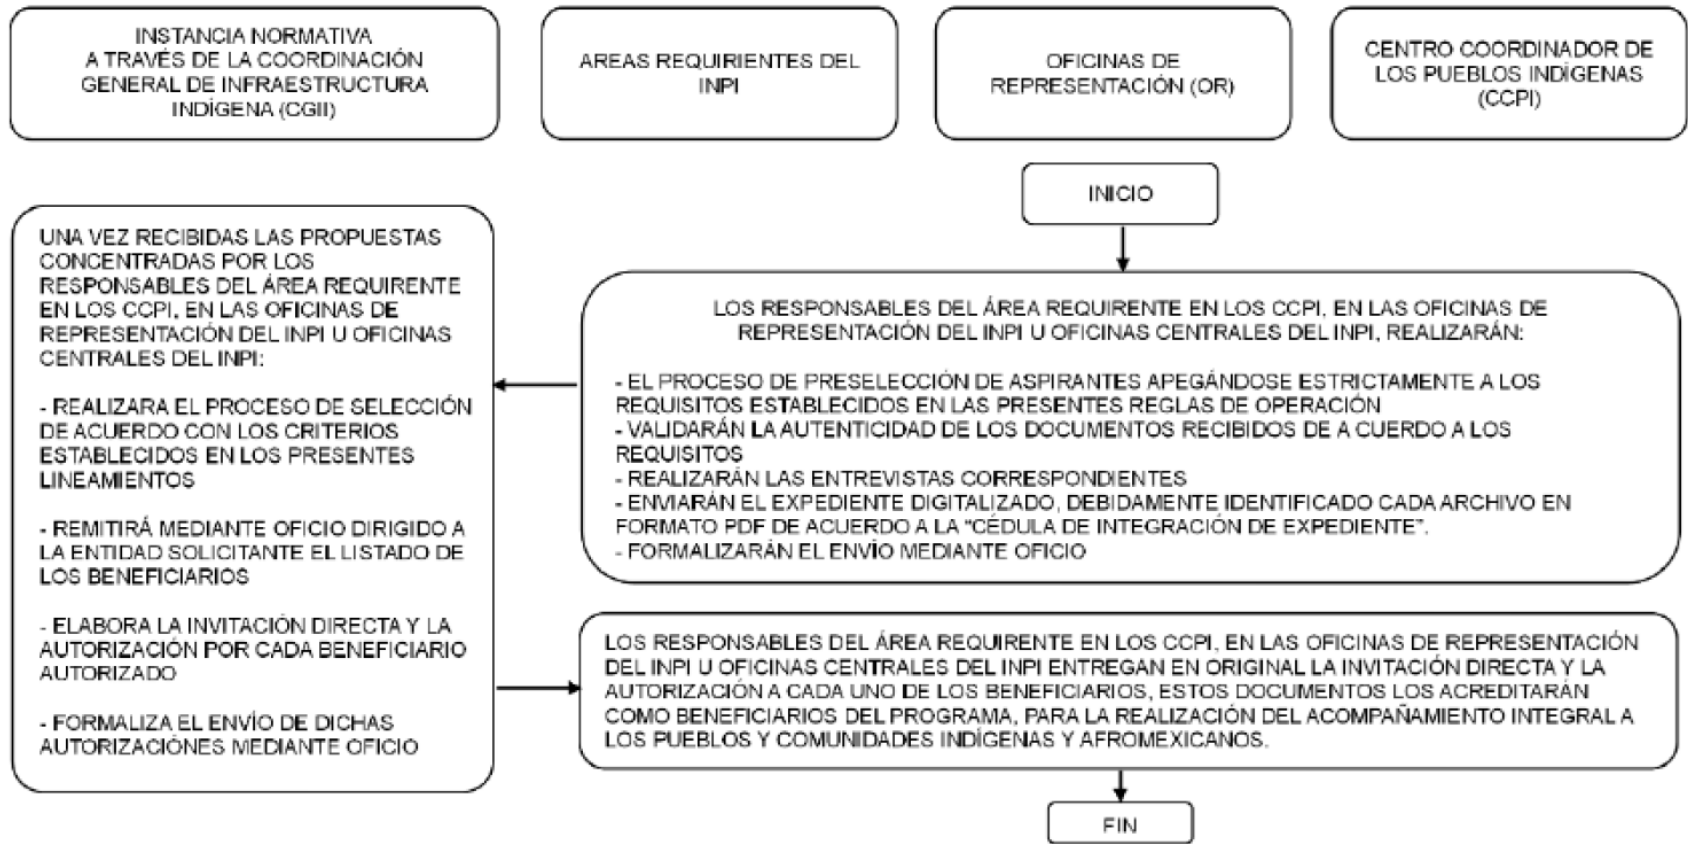 INSTANCIA NORMATIVA
A TRAVÉS DE LA COORDINACIÓN
GENERAL DE INFRAESTRUCTURA
INDÍGENA (CGII)
AREAS REQUIRIENTES DEL
INPI
OFICINAS DE
REPRESENTACIÓN (OR)
CENTRO COORDINADOR DE
LOS PUEBLOS INDÍGENAS
(CCPI)
INICIO
LOS RESPONSABLES DEL ÁREA REQUIRENTE EN LOS CCPI, EN LAS OFICINAS DE
REPRESENTACIÓN DEL INPI U OFICINAS CENTRALES DEL INPI, REALIZARÁN:
- EL PROCESO DE PRESELECCIÓN DE ASPIRANTES APEGÁNDOSE ESTRICTAMENTE A LOS
REQUISITOS ESTABLECIDOS EN LAS PRESENTES REGLAS DE OPERACIÓN
- VALIDARÁN LA AUTENTICIDAD DE LOS DOCUMENTOS RECIBIDOS DE A CUERDO A LOS
REQUISITOS
- REALIZARÁN LAS ENTREVISTAS CORRESPONDIENTES
- ENVIARÁN EL EXPEDIENTE DIGITALIZADO, DEBIDAMENTE IDENTIFICADO CADA ARCHIVO EN
FORMATO PDF DE ACUERDO A LA "CÉDULA DE INTEGRACIÓN DE EXPEDIENTE".
- FORMALIZARÁN EL ENVÍO MEDIANTE OFICIO
UNA VEZ RECIBIDAS LAS PROPUESTAS
CONCENTRADAS POR LOS
RESPONSABLES DEL ÁREA REQUIRENTE
EN LOS CCPI, EN LAS OFICINAS DE
REPRESENTACIÓN DEL INPI U OFICINAS
CENTRALES DEL INPI:
- REALIZARA EL PROCESO DE SELECCIÓN
DE ACUERDO CON LOS CRITERIOS
ESTABLECIDOS EN LOS PRESENTES
LINEAMIENTOS
- REMITIRÁ MEDIANTE OFICIO DIRIGIDO A
LA ENTIDAD SOLICITANTE EL LISTADO DE
LOS BENEFICIARIOS
- ELABORA LA INVITACIÓN DIRECTA Y LA
AUTORIZACIÓN POR CADA BENEFICIARIO
AUTORIZADO
- FORMALIZA EL ENVÍO DE DICHAS
AUTORIZACIÓNES MEDIANTE OFICIO
LOS RESPONSABLES DEL ÁREA REQUIRENTE EN LOS CCPI, EN LAS OFICINAS DE REPRESENTACIÓN
DEL INPI U OFICINAS CENTRALES DEL INPI ENTREGAN EN ORIGINAL LA INVITACIÓN DIRECTA Y LA
AUTORIZACIÓN A CADA UNO DE LOS BENEFICIARIOS, ESTOS DOCUMENTOS LOS ACREDITARÁN
COMO BENEFICIARIOS DEL PROGRAMA, PARA LA REALIZACIÓN DEL ACOMPAÑAMIENTO INTEGRAL A
LOS PUEBLOS Y COMUNIDADES INDÍGENAS Y AFROMEXICANOS.
FIN